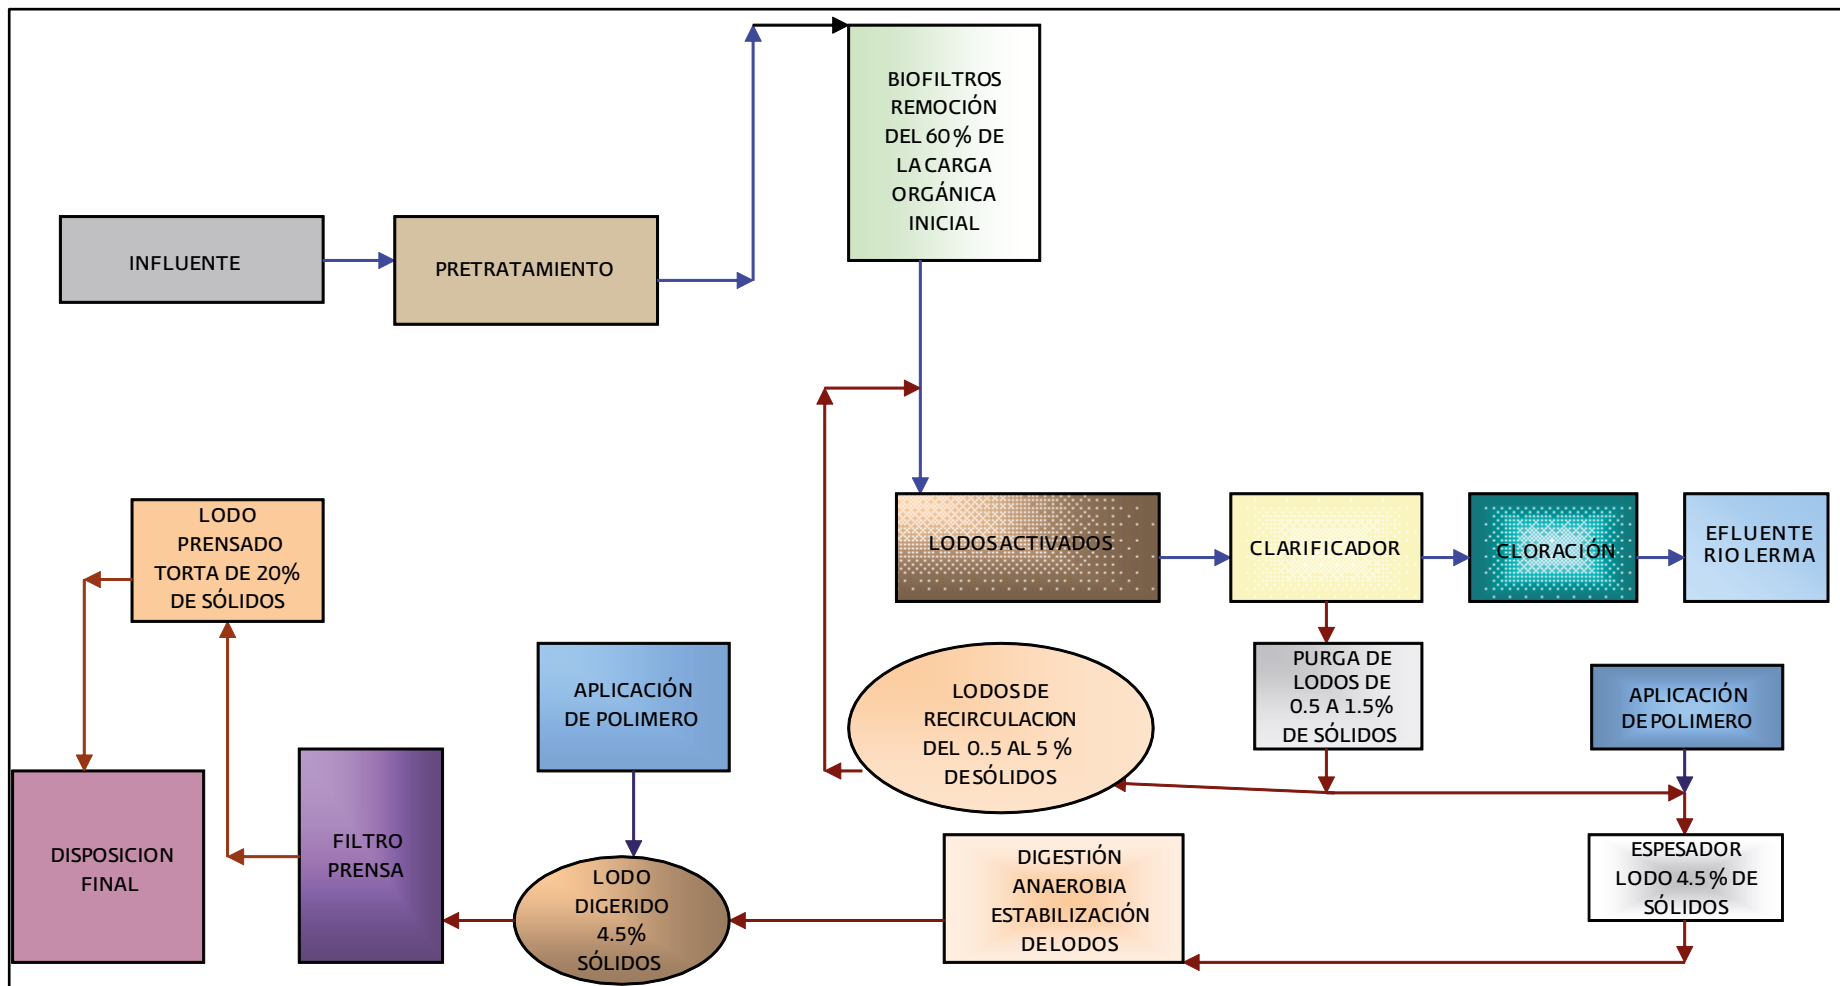 BIOFILTROS
REMOCIÓN
DEL 60% DE
LA CARGA
ORGÁNICA
INICIAL
INFLUENTE
PRETRATAMIENTO
LODOS ACTIVADOS
CLARIFICADOR
CLORACIÓN
EFLUENTE
RIO LERMA
LODO
PRENSADO
TORTA DE 20%
DE SÓLIDOS
APLICACIÓN
DE POLIMERO
LODOS DE
RECIRCULACION
DEL 0..5 AL 5 %
DE SÓLIDOS
PURGA DE
LODOS DE
0.5 A 1.5%
DE SÓLIDOS
APLICACIÓN
DE POLIMERO
DISPOSICION
FINAL
FILTRO
PRENSA
LODO
DIGERIDO
4.5%
SÓLIDOS
DIGESTIÓN
ANAEROBIA
ESTABILIZACIÓN
DE LODOS
ESPESADOR
LODO 4.5 % DE
SÓLIDOS